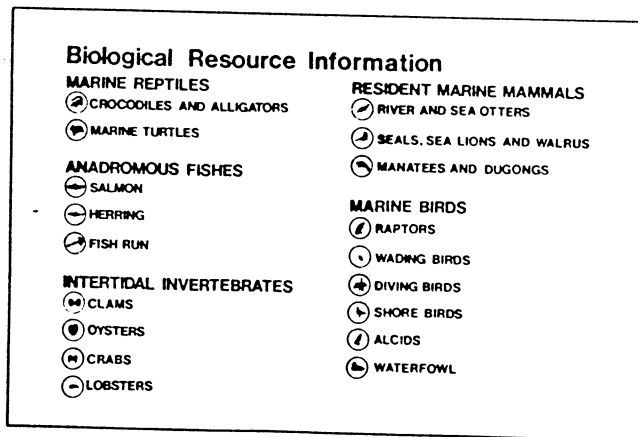 Biological Resource Information
MARINE REPTILES
CROCODILES AND ALLIGATORS
MARINE TURTLES
ANADROMOUS FISHES
SALMON
HERRING
FISH RUN
INTERTIDAL INVERTEBRATES
CLAMS
OYSTERS
CRABS
LOBSTERS
RESIDENT MARINE MAMMALS
RIVER AND SEA OTTERS
SEALS, SEA LIONS AND WALRUS
MANATEES AND DUGONGS
MARINE BIRDS
RAPTORS
WADING BIRDS
DIVING BIRDS
SHORE BIRDS
ALCIDS
WATERFOWL